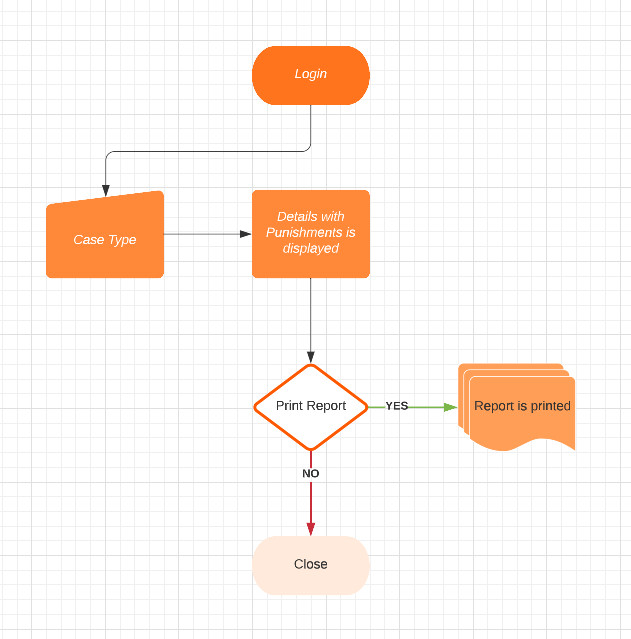 Login
Case Type
Details with
Punishments is
displayed
Print Report
YES
Report is printed
NO
Close